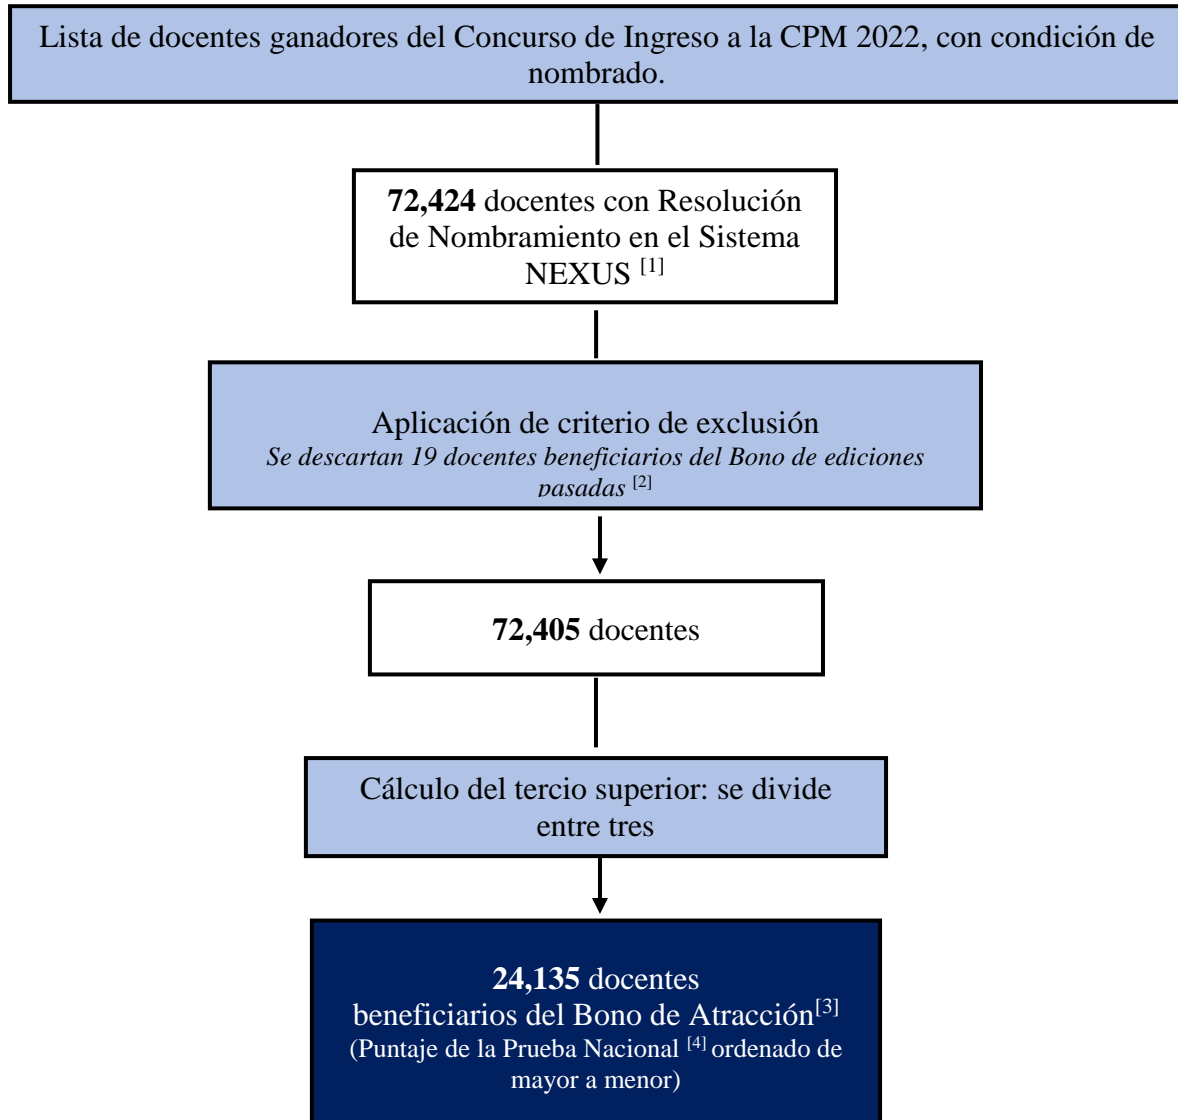 Lista de docentes ganadores del Concurso de Ingreso a la CPM 2022, con condición de
nombrado.
72,424 docentes con Resolución
de Nombramiento en el Sistema
NEXUS [1]
Aplicación de criterio de exclusión
Se descartan 19 docentes beneficiarios del Bono de ediciones
pasadas [2]
72,405 docentes
Cálculo del tercio superior: se divide
entre tres
24,135 docentes
beneficiarios del Bono de Atracción[3]
(Puntaje de la Prueba Nacional [4] ordenado de
mayor a menor)